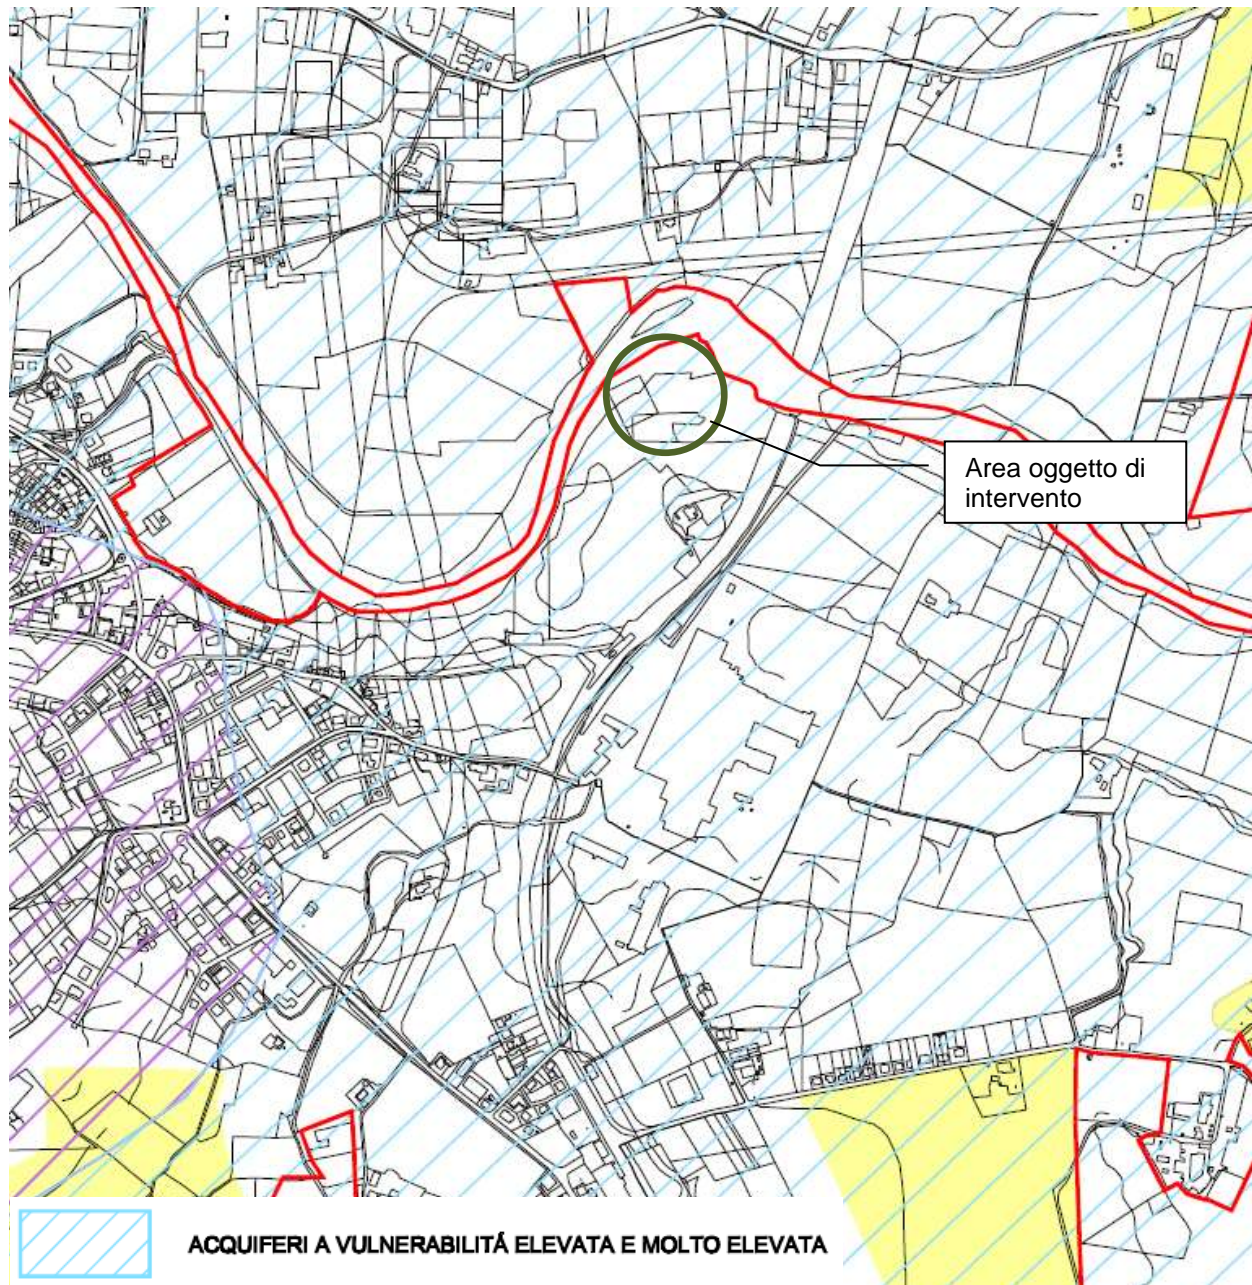 Area oggetto di
intervento
ACQUIFERI A VULNERABILITÁ ELEVATA E MOLTO ELEVATA